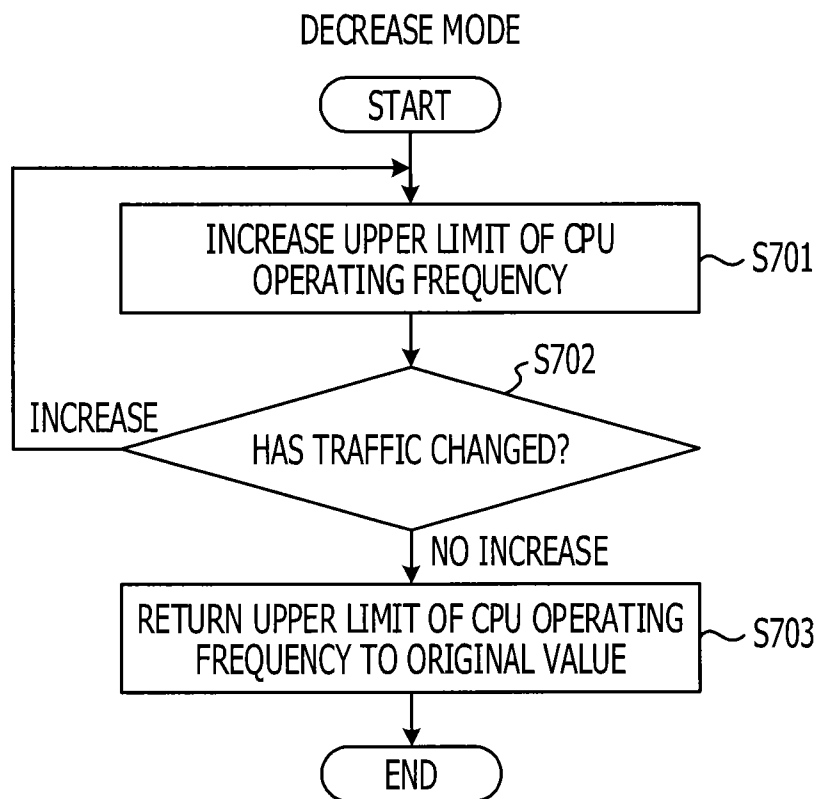 DECREASE MODE
START
INCREASE UPPER LIMIT OF CPU
OPERATING FREQUENCY
S701
S702
INCREASE
HAS TRAFFIC CHANGED?
NO INCREASE
RETURN UPPER LIMIT OF CPU OPERATING
FREQUENCY TO ORIGINAL VALUE
S703
END